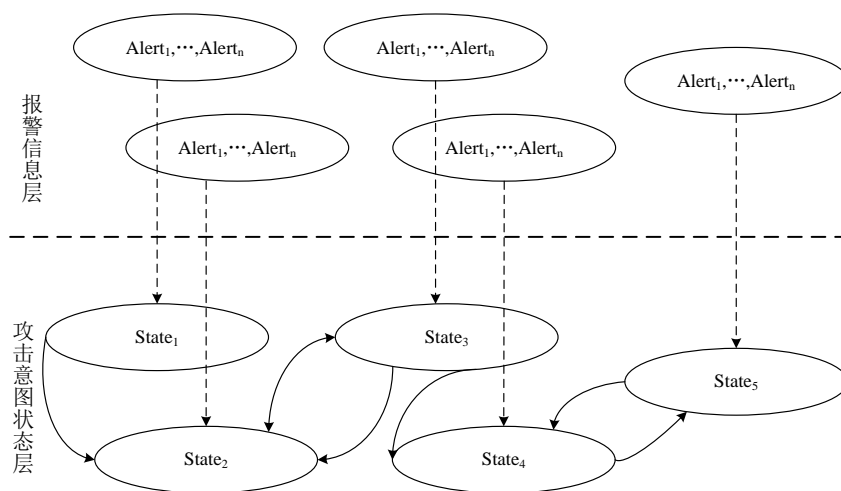 Alert₁,⋯,Alertₙ
Alert₁,⋯,Alertₙ
Alert₁,⋯,Alertₙ
Alert₁,⋯,Alertₙ
Alert₁,⋯,Alertₙ
报警信息层
State₁
State₃
State₅
State₂
State₄
攻击意图状态层